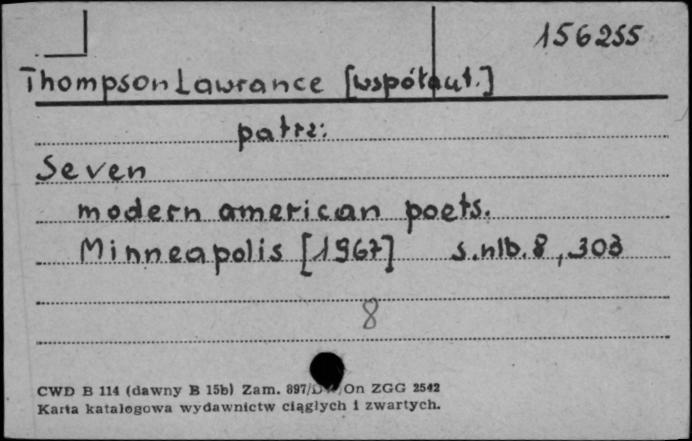 156255
Thompson Lawrance [współaut.]
patrz:
Seven
modern american poets.
Minneapolis [1967] s.nlb.8, 303
8
CWD B 114 (dawny B 15b) Zam. 897/ /On ZGG 2542
Karta katalogowa wydawnictw ciągłych i zwartych.